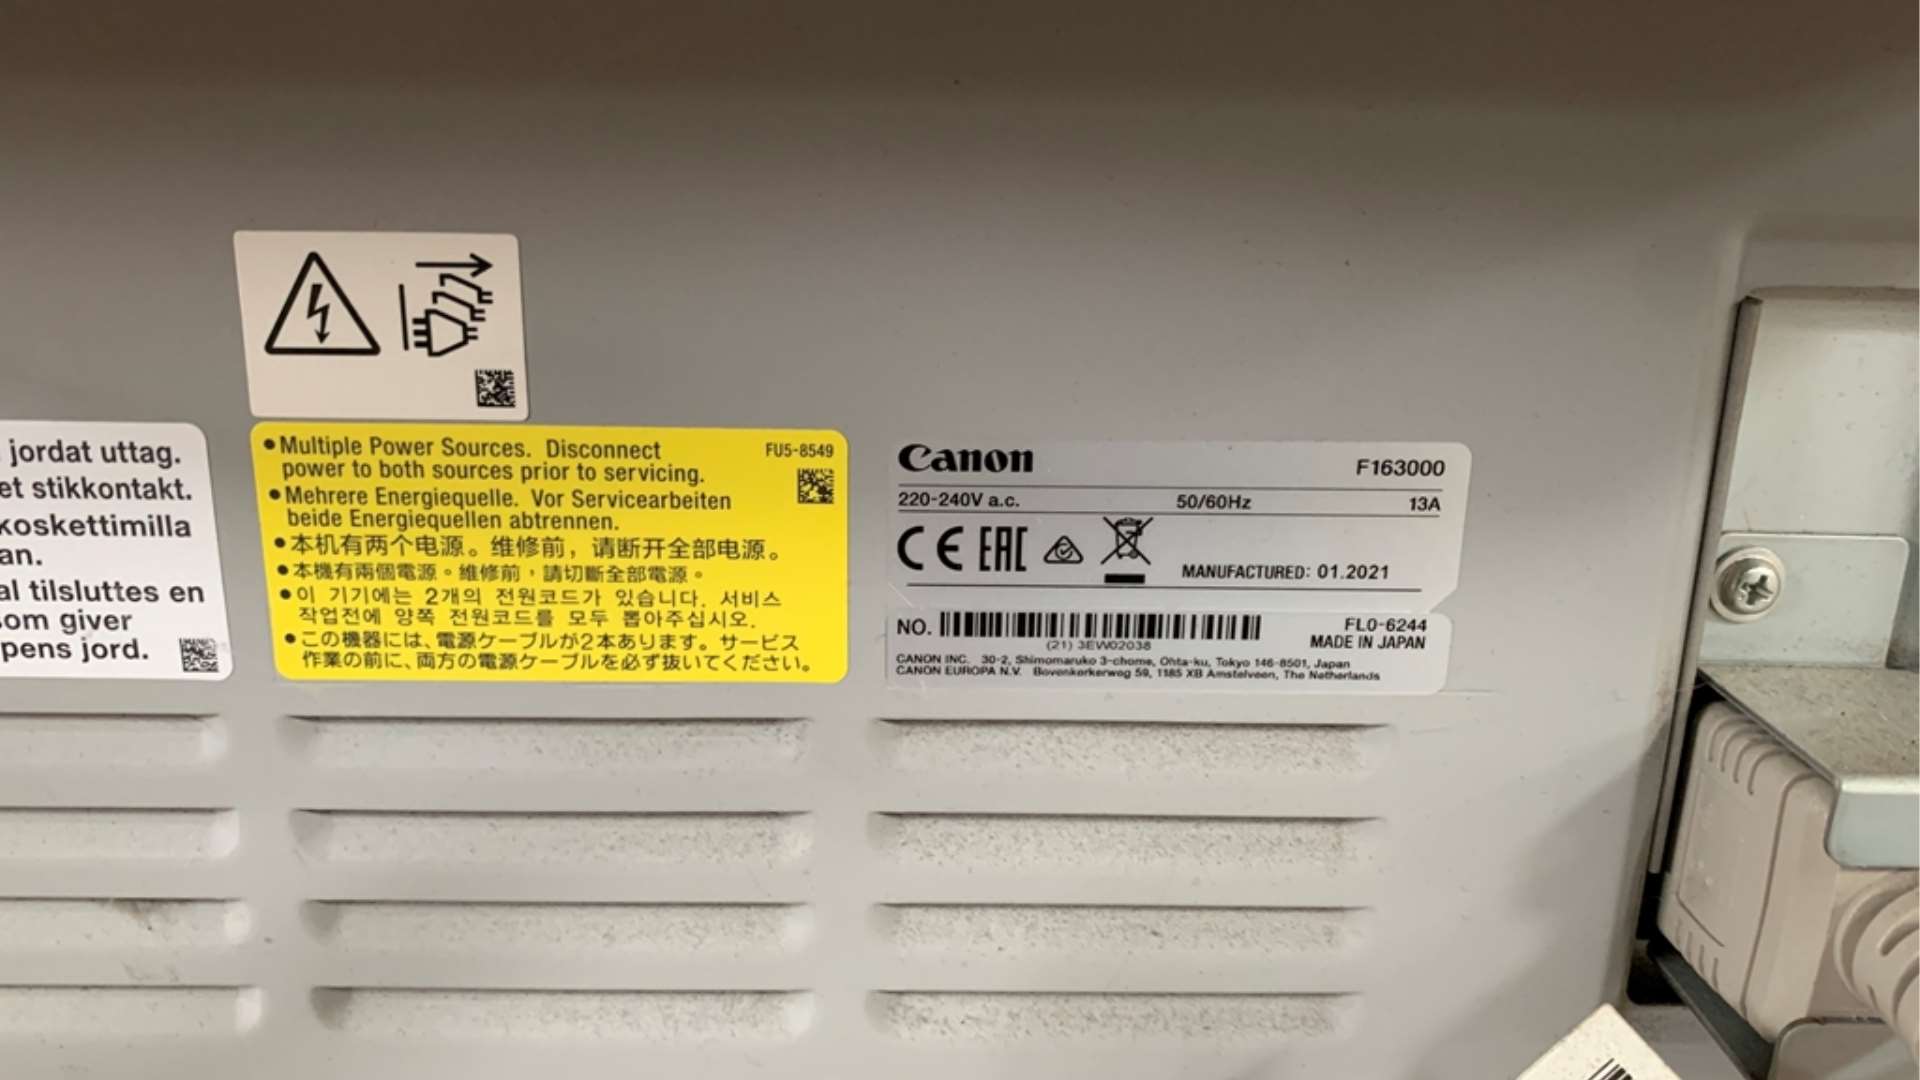 jordat uttag.
et stikkontakt.
koskettimilla
an.
al tilsluttes en
som giver
pens jord.
• Multiple Power Sources. Disconnect
power to both sources prior to servicing.
FU5-8549
• Mehrere Energiequelle. Vor Servicearbeiten
beide Energiequellen abtrennen.
• 本机有两个电源。维修前，请断开全部电源。
• 本機有兩個電源。維修前，請切斷全部電源。
• 이 기기에는 2개의 전원코드가 있습니다. 서비스
작업전에 양쪽 전원코드를 모두 뽑아주십시오.
• この機器には、電源ケーブルが2本あります。サービス
作業の前に、両方の電源ケーブルを必ず抜いてください。
Canon F163000
220-240V a.c. 50/60Hz 13A
CE EAC
MANUFACTURED: 01.2021
NO. FL0-6244
(21) 3EW02038 MADE IN JAPAN
CANON INC. 30-2, Shimomaruko 3-chome, Ohta-ku, Tokyo 146-8501, Japan
CANON EUROPA N.V. Bovenkerkerweg 59, 1185 XB Amstelveen, The Netherlands